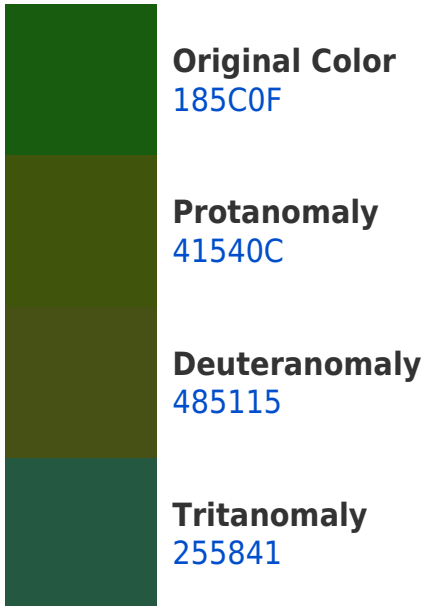 Original Color
185C0F
Protanomaly
41540C
Deuteranomaly
485115
Tritanomaly
255841